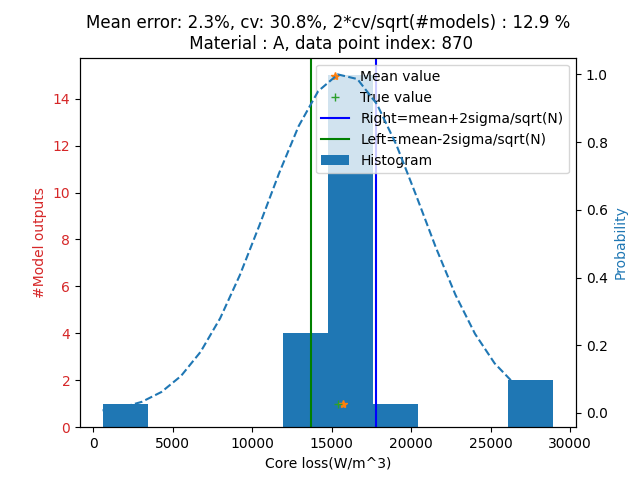 Mean error: 2.3%, cv: 30.8%, 2*cv/sqrt(#models) : 12.9 %
Material : A, data point index: 870
Mean value
True value
Right=mean+2sigma/sqrt(N)
Left=mean-2sigma/sqrt(N)
Histogram
#Model outputs
14
12
10
8
6
4
2
0
1.0
0.8
0.6
0.4
0.2
0.0
Probability
0 5000 10000 15000 20000 25000 30000
Core loss(W/m^3)